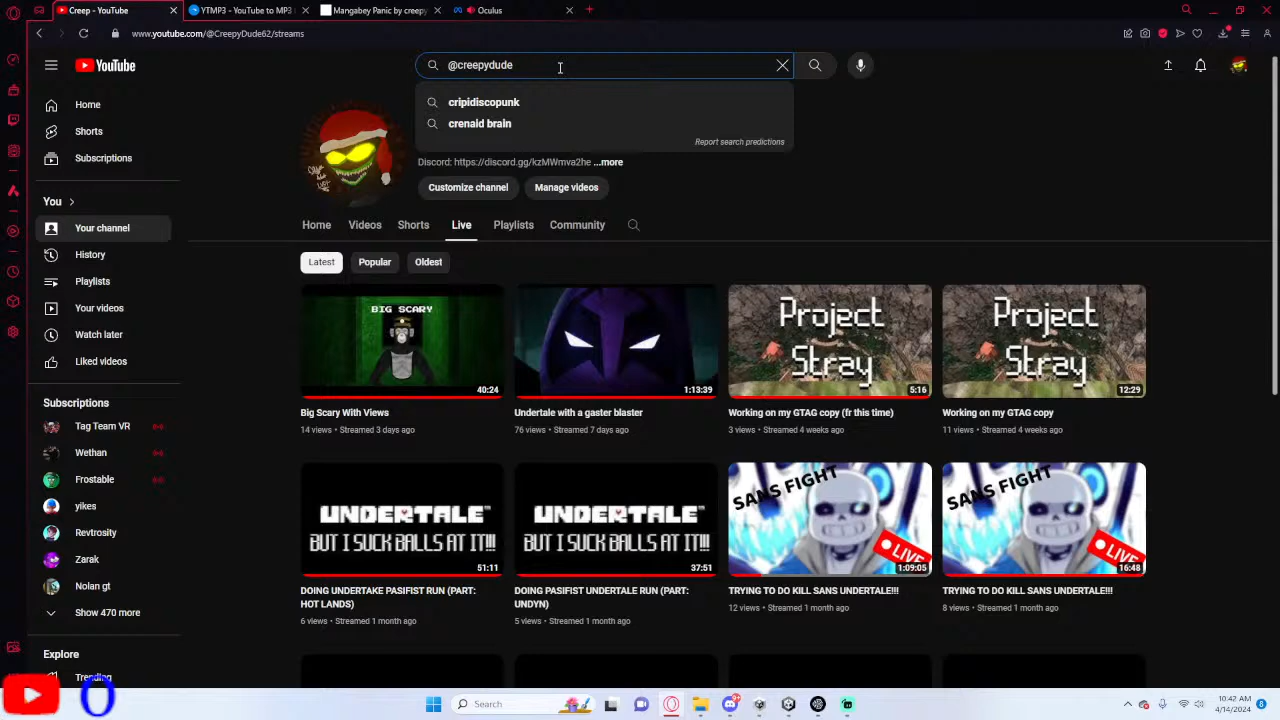 Creep - YouTube
YTMP3 - YouTube to MP3
Mangabey Panic by creepy
Oculus
www.youtube.com/@CreepyDude62/streams
YouTube
@creepydude
cripidiscopunk
crenaid brain
Report search predictions
Discord: https://discord.gg/kzMWmva2he ...more
Customize channel
Manage videos
Home
Shorts
Subscriptions
You
Your channel
History
Playlists
Your videos
Watch later
Liked videos
Subscriptions
Tag Team VR
Wethan
Frostable
yikes
Revtrosity
Zarak
Nolan gt
Show 470 more
Explore
Trending
Home Videos Shorts Live Playlists Community
Latest Popular Oldest
BIG SCARY
40:24
Big Scary With Views
14 views • Streamed 3 days ago
1:13:39
Undertale with a gaster blaster
76 views • Streamed 7 days ago
Project
Stray
5:16
Working on my GTAG copy (fr this time)
3 views • Streamed 4 weeks ago
Project
Stray
12:29
Working on my GTAG copy
11 views • Streamed 4 weeks ago
UNDERTALE
BUT I SUCK BALLS AT IT!!!
51:11
DOING UNDERTAKE PASIFIST RUN (PART:
HOT LANDS)
6 views • Streamed 1 month ago
UNDERTALE
BUT I SUCK BALLS AT IT!!!
37:51
DOING PASIFIST UNDERTALE RUN (PART:
UNDYN)
5 views • Streamed 1 month ago
SANS FIGHT
LIVE
1:09:05
TRYING TO DO KILL SANS UNDERTALE!!!
12 views • Streamed 1 month ago
SANS FIGHT
LIVE
16:48
TRYING TO DO KILL SANS UNDERTALE!!!
8 views • Streamed 1 month ago
Search
10:42 AM
4/14/2024